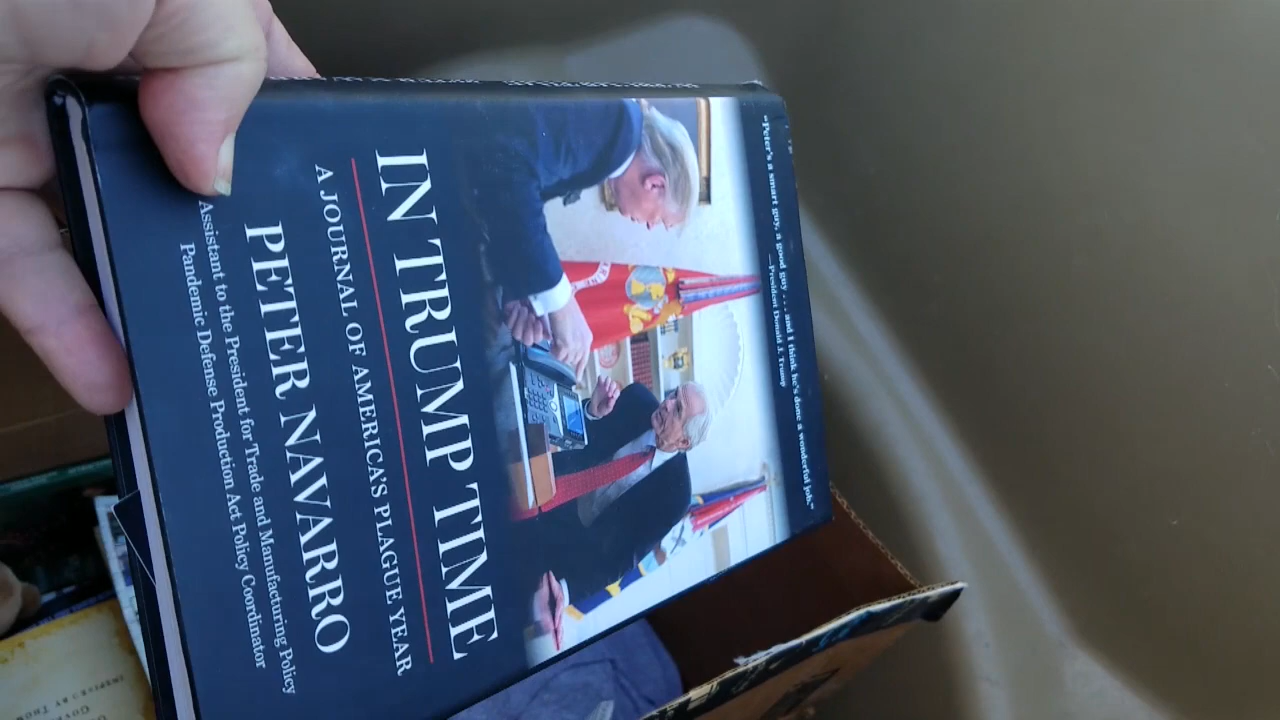 "Peter's a smart guy, a good guy . . . and I think he's done a wonderful job."
—President Donald J. Trump
IN TRUMP TIME
A JOURNAL OF AMERICA'S PLAGUE YEAR
PETER NAVARRO
Assistant to the President for Trade and Manufacturing Policy
Pandemic Defense Production Act Policy Coordinator